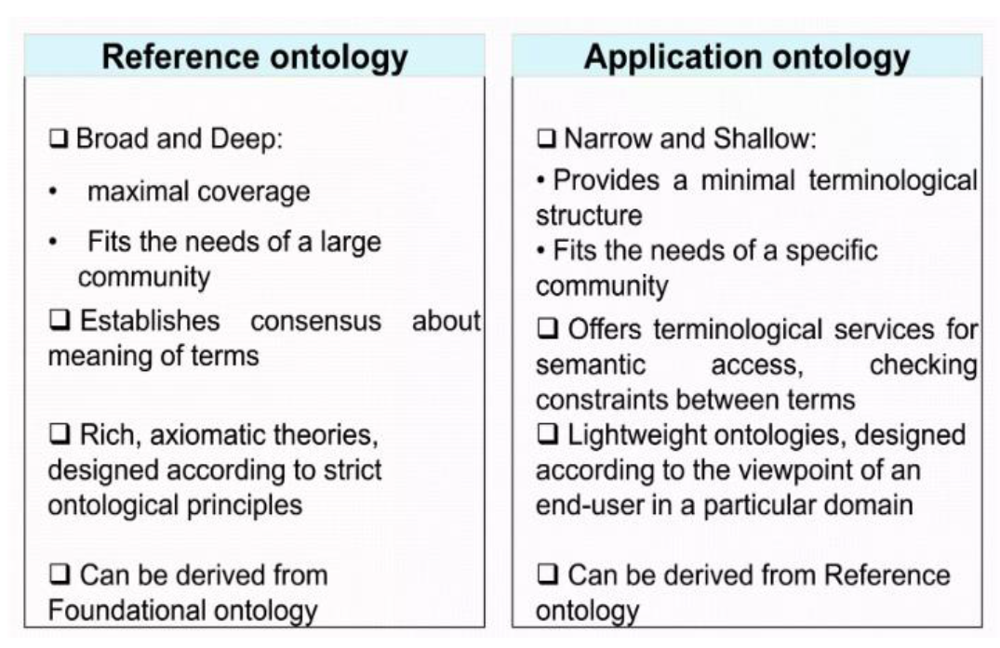 Reference ontology
❑ Broad and Deep:
• maximal coverage
• Fits the needs of a large
community
❑ Establishes consensus about
meaning of terms
❑ Rich, axiomatic theories,
designed according to strict
ontological principles
❑ Can be derived from
Foundational ontology
Application ontology
❑ Narrow and Shallow:
• Provides a minimal terminological
structure
• Fits the needs of a specific
community
❑ Offers terminological services for
semantic access, checking
constraints between terms
❑ Lightweight ontologies, designed
according to the viewpoint of an
end-user in a particular domain
❑ Can be derived from Reference
ontology